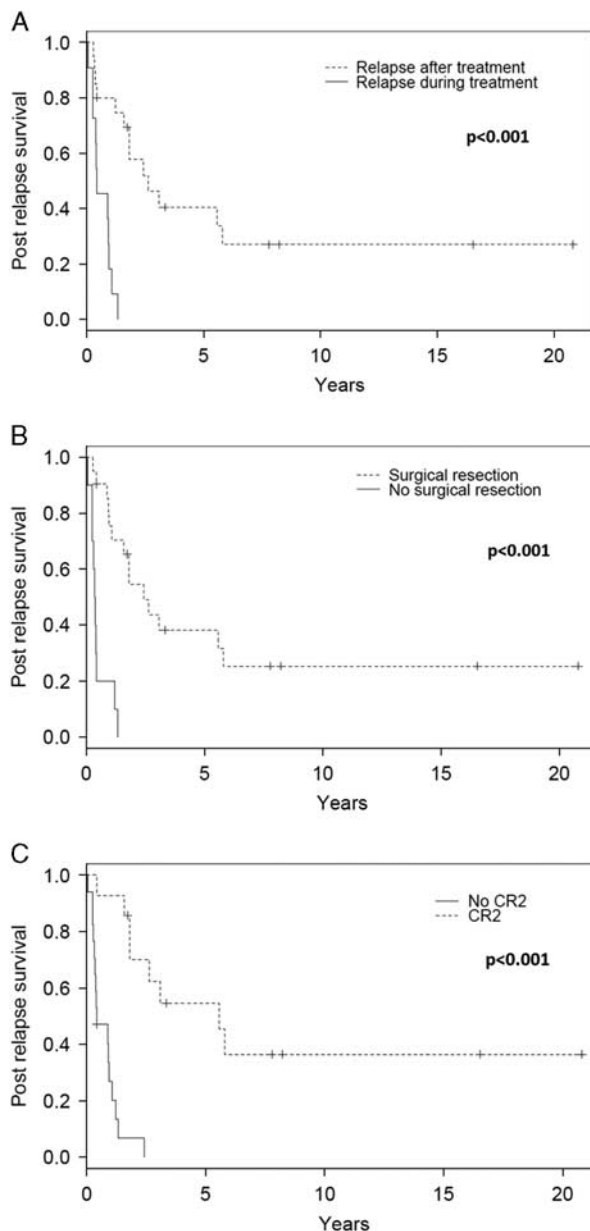 A
1.0
0.8
0.6
0.4
0.2
0.0
Post relapse survival
Relapse after treatment
Relapse during treatment
p<0.001
0 5 10 15 20
Years
B
1.0
0.8
0.6
0.4
0.2
0.0
Post relapse survival
Surgical resection
No surgical resection
p<0.001
0 5 10 15 20
Years
C
1.0
0.8
0.6
0.4
0.2
0.0
Post relapse survival
No CR2
CR2
p<0.001
0 5 10 15 20
Years